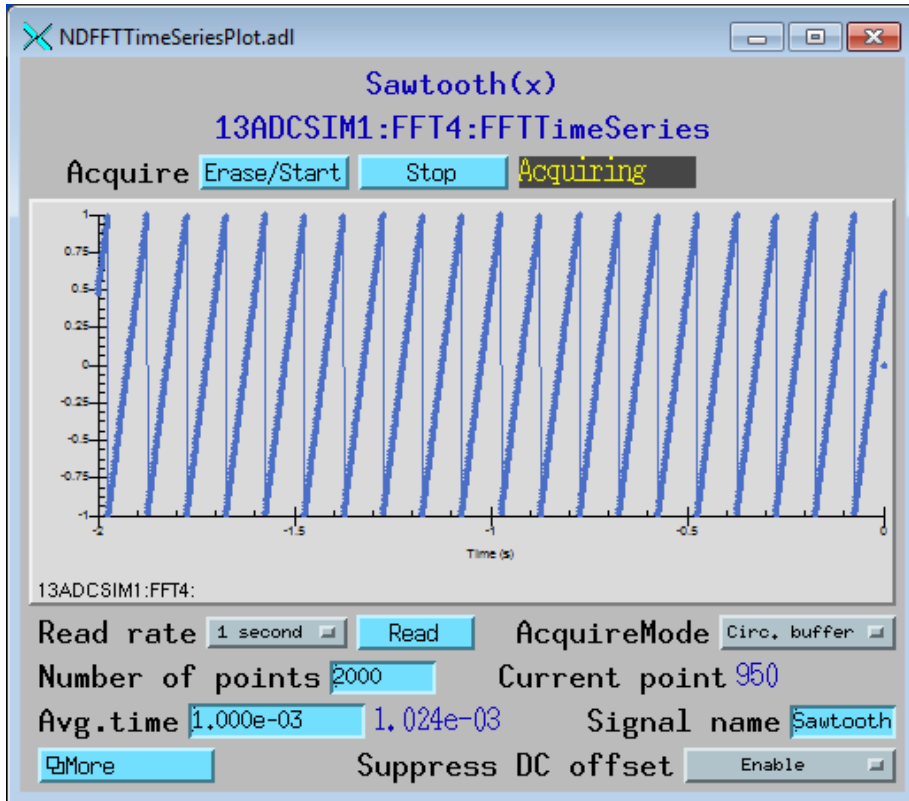 NDFFTTimeSeriesPlot.adl
Sawtooth(x)
13ADCSIM1:FFT4:FFTTimeSeries
Acquire Erase/Start Stop Acquiring
1
0.75
0.5
0.25
0
-0.25
-0.5
-0.75
-1
-2 -1.5 -1 -0.5 0
Time (s)
13ADCSIM1:FFT4:
Read rate 1 second Read AcquireMode Circ. buffer
Number of points 2000 Current point 950
Avg.time 1.000e-03 1.024e-03 Signal name Sawtooth
More Suppress DC offset Enable